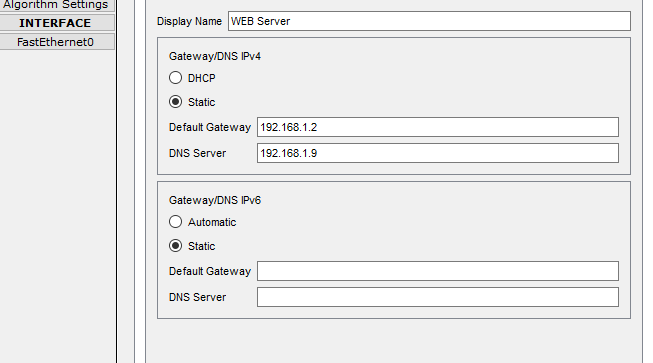 Algorithm Settings
INTERFACE
FastEthernet0
Display Name WEB Server
Gateway/DNS IPv4
DHCP
Static
Default Gateway 192.168.1.2
DNS Server 192.168.1.9
Gateway/DNS IPv6
Automatic
Static
Default Gateway
DNS Server